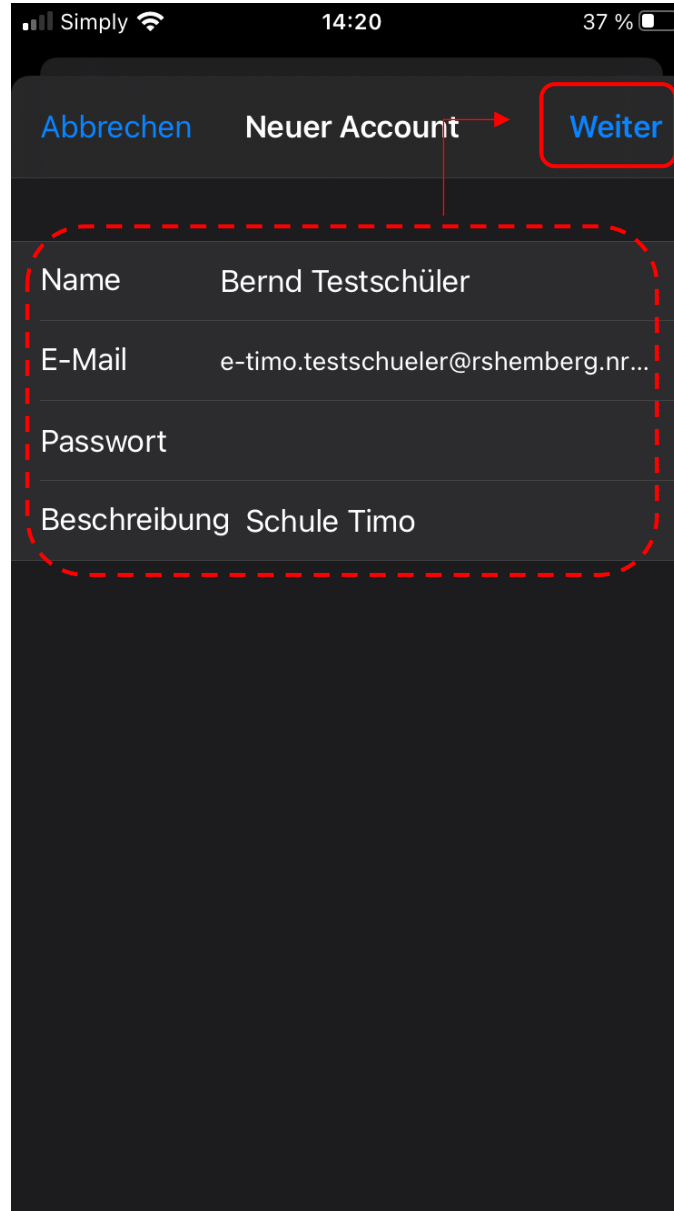 Simply 14:20 37 %
Abbrechen Neuer Account Weiter
Name Bernd Testschüler
E-Mail e-timo.testschueler@rshemberg.nr...
Passwort
Beschreibung Schule Timo